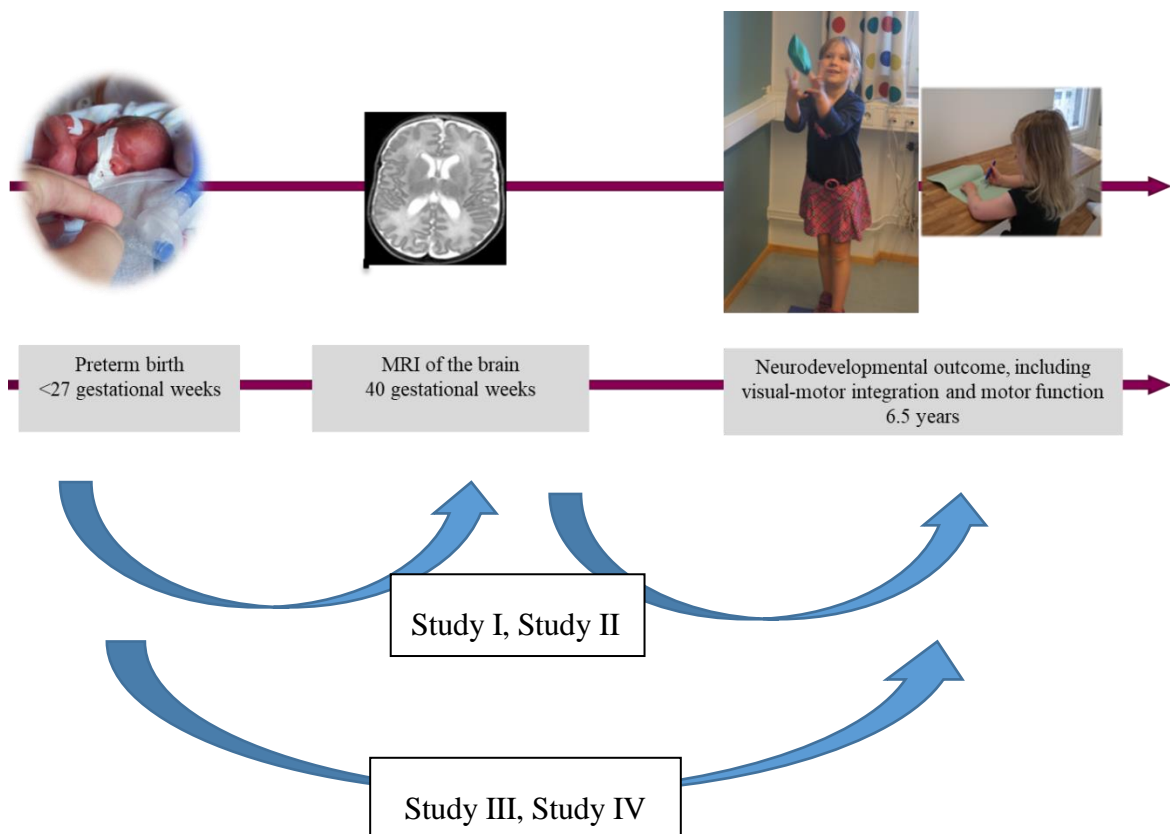 Preterm birth
<27 gestational weeks
MRI of the brain
40 gestational weeks
Neurodevelopmental outcome, including
visual-motor integration and motor function
6.5 years
Study I, Study II
Study III, Study IV